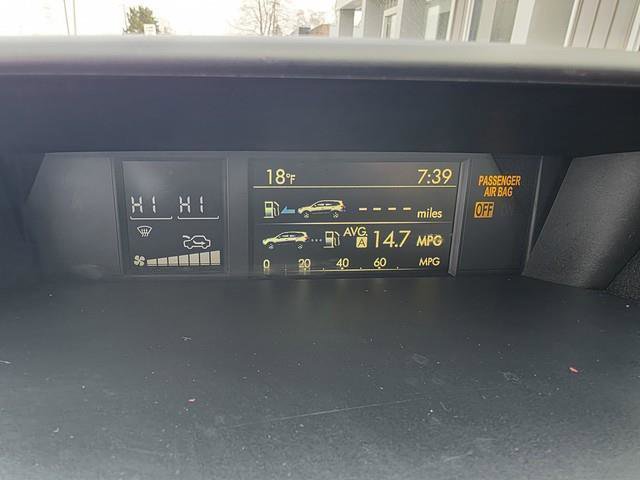 18°F 7:39
HI HI
---- miles
AVG.
A 14.7 MPG
0 20 40 60 MPG
PASSENGER
AIR BAG
OFF